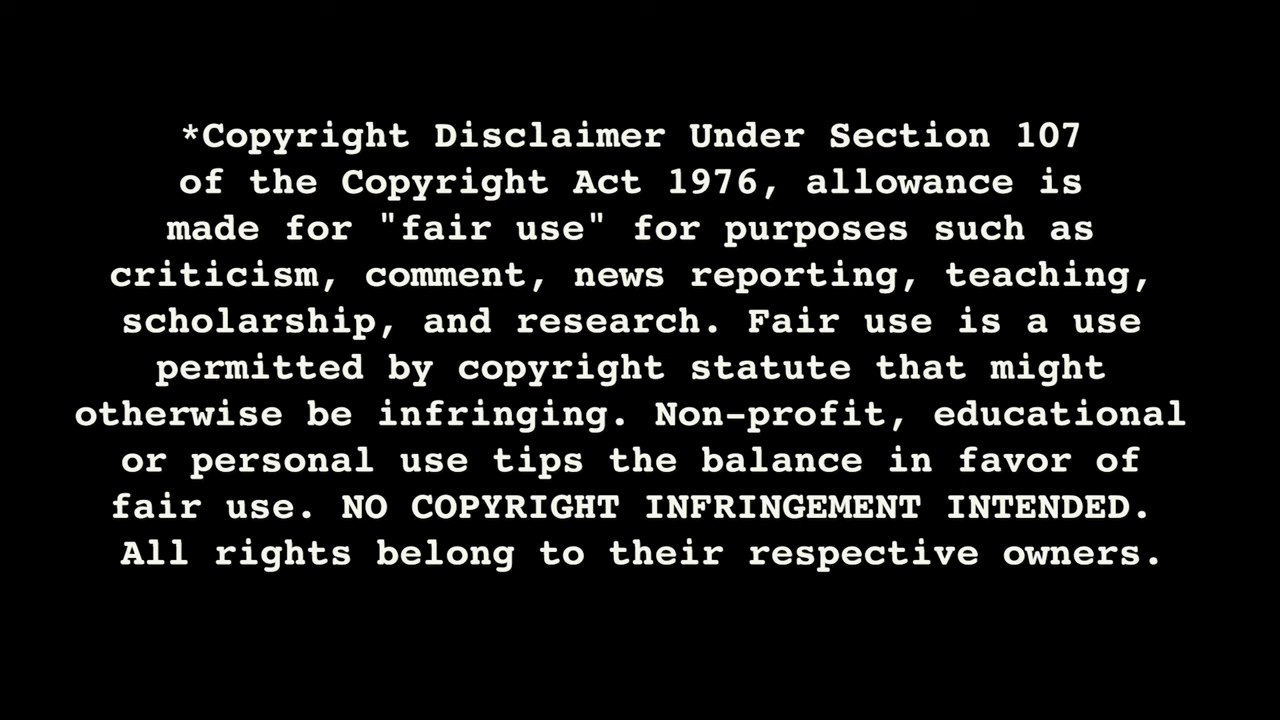 *Copyright Disclaimer Under Section 107
of the Copyright Act 1976, allowance is
made for "fair use" for purposes such as
criticism, comment, news reporting, teaching,
scholarship, and research. Fair use is a use
permitted by copyright statute that might
otherwise be infringing. Non-profit, educational
or personal use tips the balance in favor of
fair use. NO COPYRIGHT INFRINGEMENT INTENDED.
All rights belong to their respective owners.